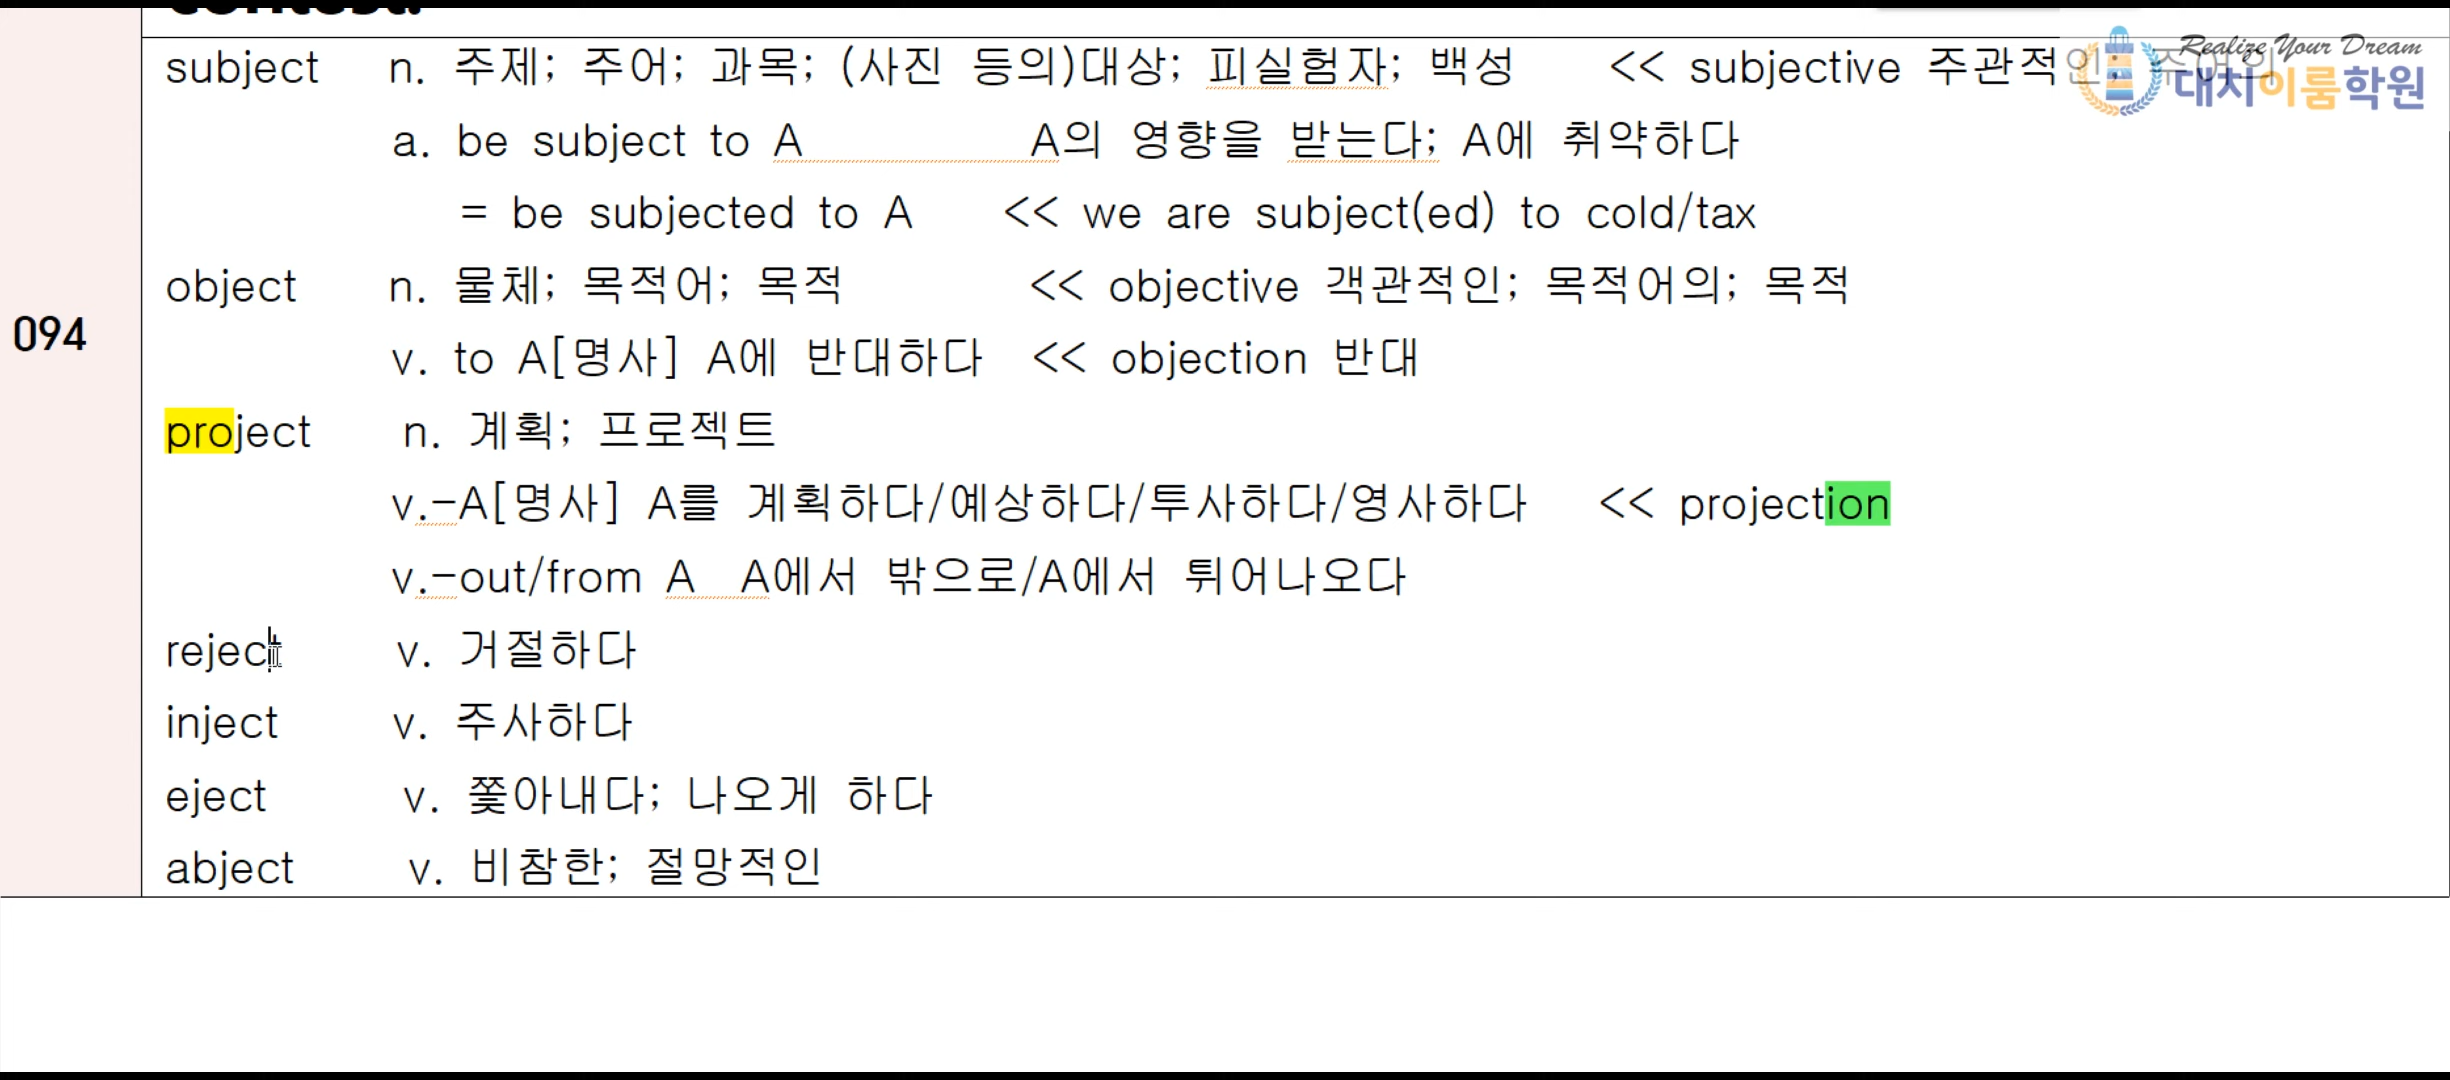 subject n. 주제; 주어; 과목; (사진 등의)대상; 피실험자; 백성 << subjective 주관적인; 주어의
Realize Your Dream
대치이룸학원
a. be subject to A A의 영향을 받는다; A에 취약하다
= be subjected to A << we are subject(ed) to cold/tax
object n. 물체; 목적어; 목적 << objective 객관적인; 목적어의; 목적
094
v. to A[명사] A에 반대하다 << objection 반대
project n. 계획; 프로젝트
v.-A[명사] A를 계획하다/예상하다/투사하다/영사하다 << projection
v.-out/from A A에서 밖으로/A에서 튀어나오다
reject v. 거절하다
inject v. 주사하다
eject v. 쫓아내다; 나오게 하다
abject v. 비참한; 절망적인